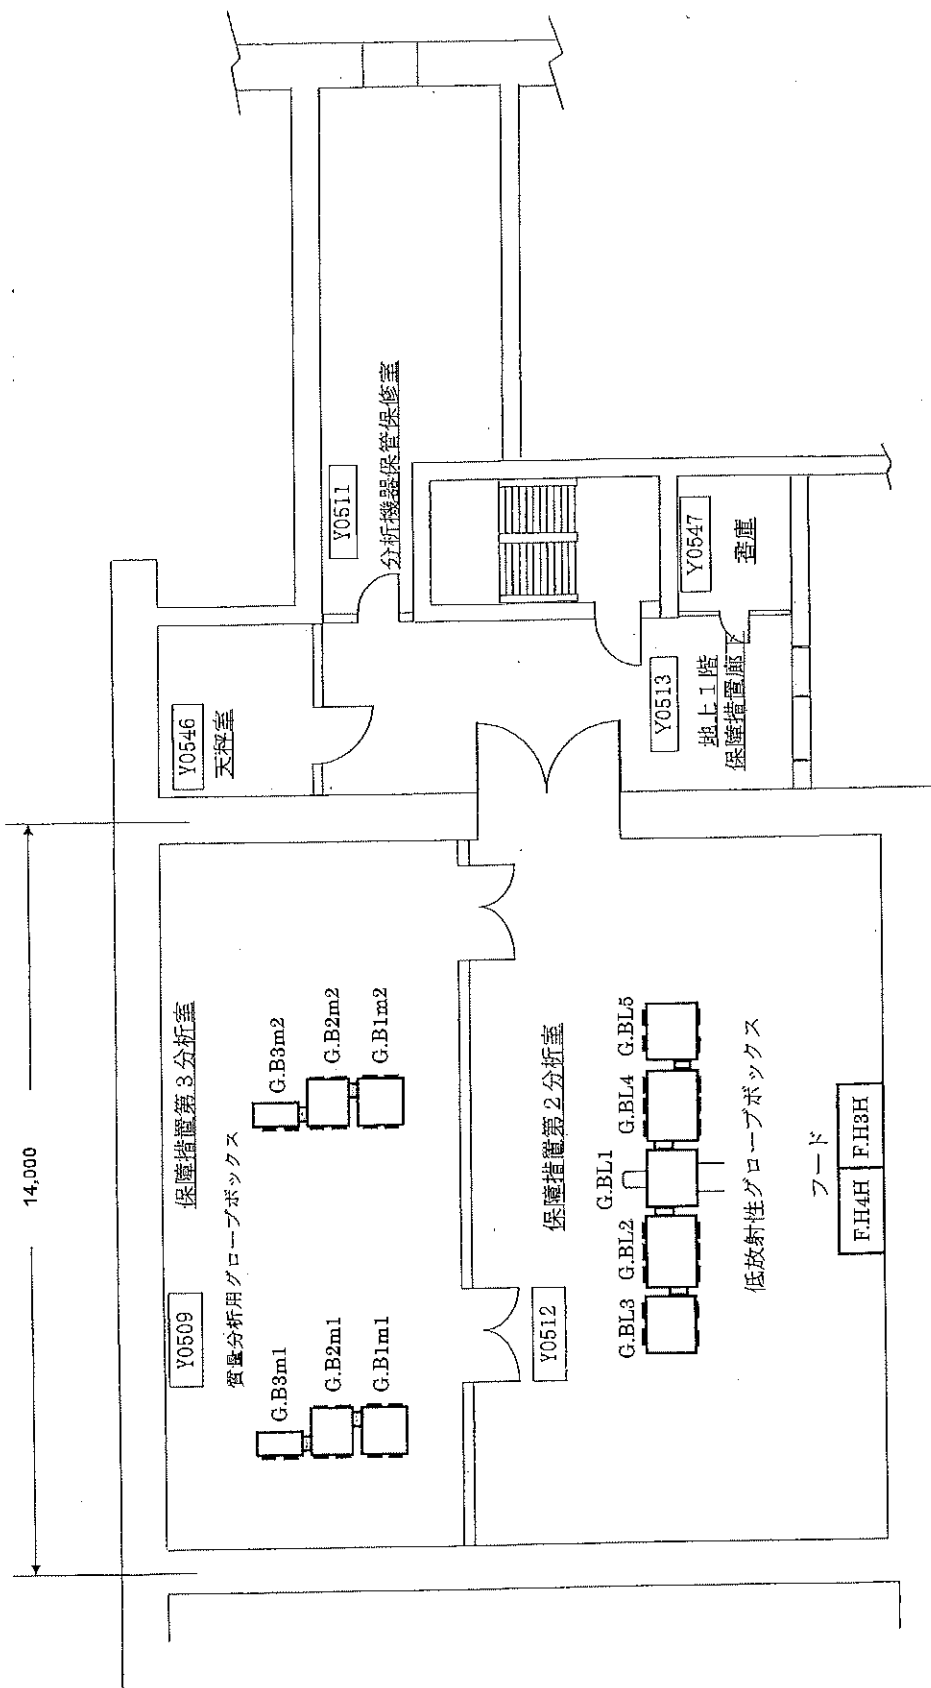 14,000
Y0509
保障措置第3分析室
質量分析用グローブボックス
G.B3m1
G.B2m1
G.B1m1
G.B3m2
G.B2m2
G.B1m2
Y0546
天秤室
Y0511
分析機器保管保修室
Y0512
保障措置第2分析室
G.BL3
G.BL2
G.BL1
G.BL4
G.BL5
低放射性グローブボックス
フード
F.H4H
F.H3H
Y0513
地上1階
保障措置廊下
Y0547
書庫